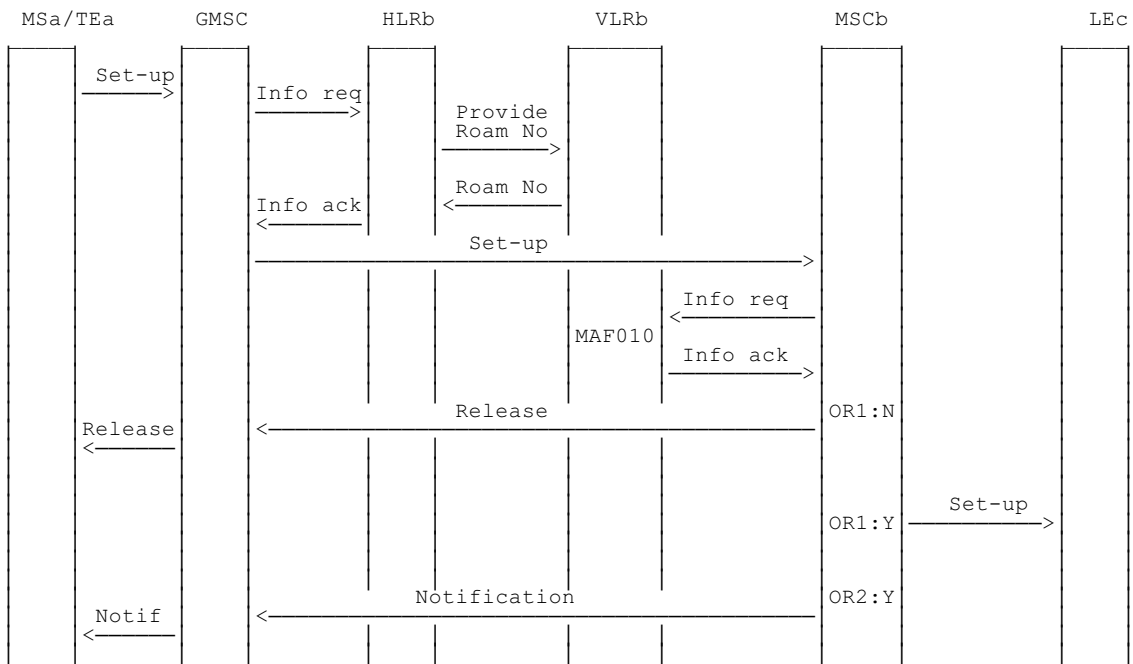 MSa/TEa GMSC HLRb VLRb MSCb LEc
Set-up
Info req
Provide
Roam No
Roam No
Info ack
Set-up
Info req
MAF010
Info ack
Release OR1:N
Release
Set-up
OR1:Y
Notification OR2:Y
Notif